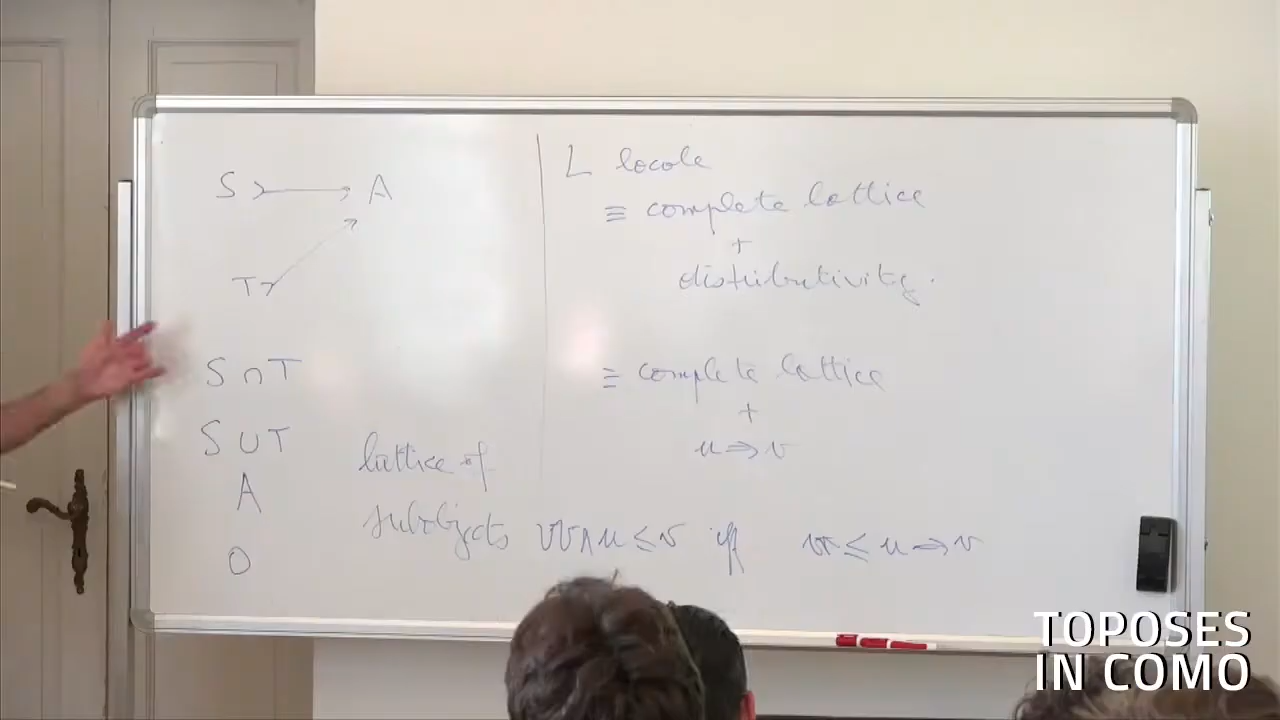 S ↣ A
T ↣
S ∩ T
S ∪ T
A
0
lattice of
subobjects
L locale
≡ complete lattice
+
distributivity.
≡ complete lattice
+
u ⇒ v
w ∧ u ≤ v iff w ≤ u ⇒ v
TOPOSES
IN COMO